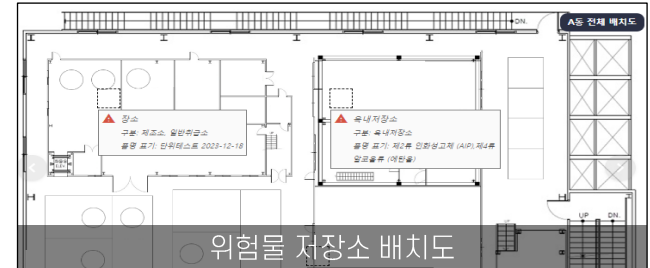 DN.
A동 전체 배치도
장소
구분: 제조소, 일반취급소
품명 표기: 단위테스트 2023-12-18
옥내저장소
구분: 옥내저장소
품명 표기: 제2류 인화성고체 (AIP),제4류
알코올류 (에탄올)
UP DN.
위험물 저장소 배치도